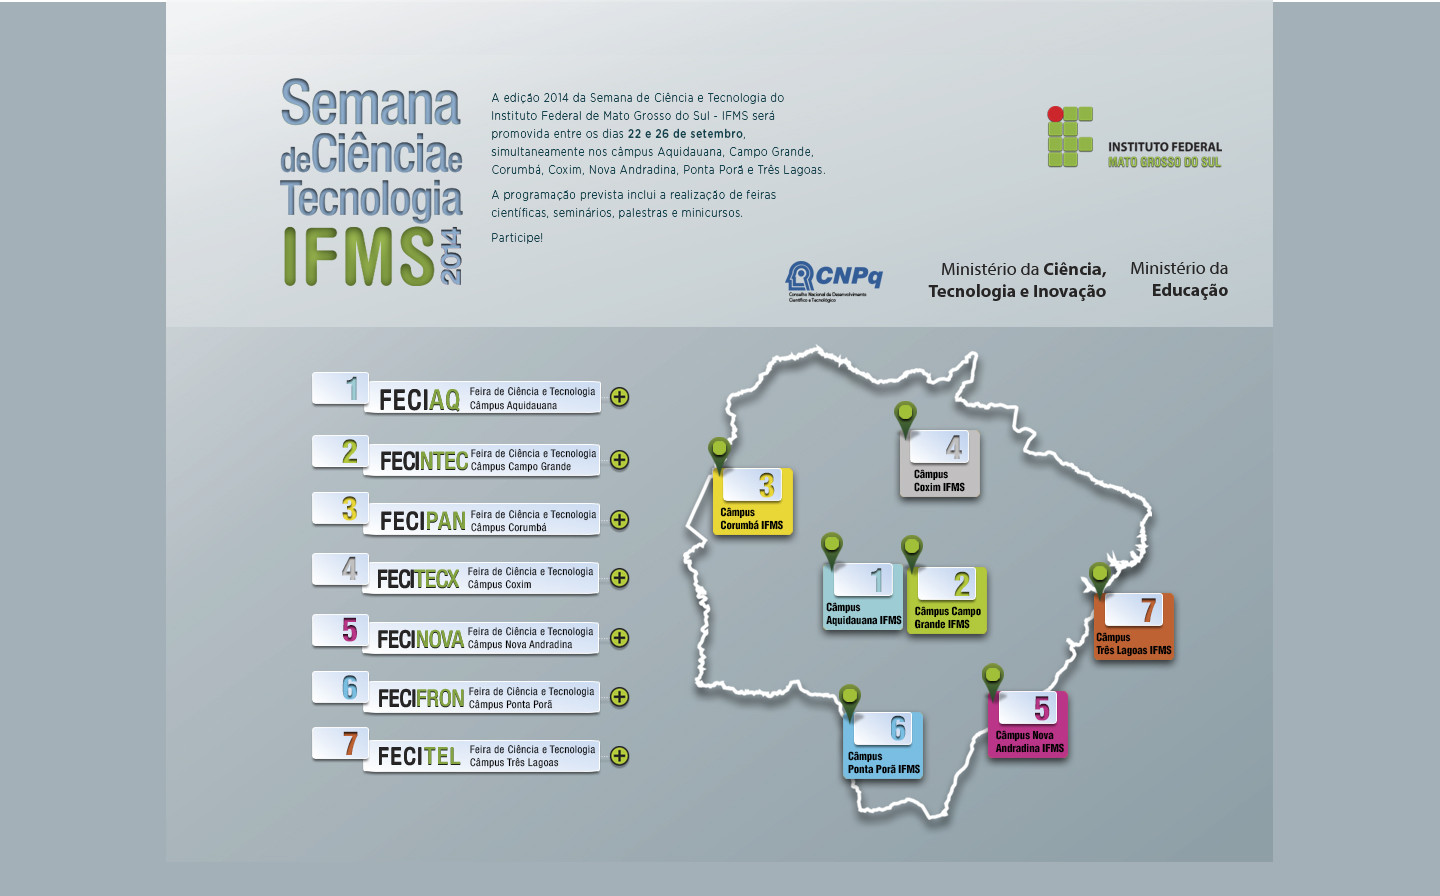 Semana
de Ciência e
Tecnologia
IFMS 2014
A edição 2014 da Semana de Ciência e Tecnologia do
Instituto Federal de Mato Grosso do Sul - IFMS será
promovida entre os dias 22 e 26 de setembro,
simultaneamente nos câmpus Aquidauana, Campo Grande,
Corumbá, Coxim, Nova Andradina, Ponta Porã e Três Lagoas.
A programação prevista inclui a realização de feiras
científicas, seminários, palestras e minicursos.
Participe!
INSTITUTO FEDERAL
MATO GROSSO DO SUL
CNPq
Conselho Nacional de Desenvolvimento
Científico e Tecnológico
Ministério da Ciência,
Tecnologia e Inovação
Ministério da
Educação
1
FECIAQ
Feira de Ciência e Tecnologia
Câmpus Aquidauana
2
FECINTEC
Feira de Ciência e Tecnologia
Câmpus Campo Grande
3
FECIPAN
Feira de Ciência e Tecnologia
Câmpus Corumbá
4
FECITECX
Feira de Ciência e Tecnologia
Câmpus Coxim
5
FECINOVA
Feira de Ciência e Tecnologia
Câmpus Nova Andradina
6
FECIFRON
Feira de Ciência e Tecnologia
Câmpus Ponta Porã
7
FECITEL
Feira de Ciência e Tecnologia
Câmpus Três Lagoas
4
Câmpus
Coxim IFMS
3
Câmpus
Corumbá IFMS
1
Câmpus
Aquidauana IFMS
2
Câmpus Campo
Grande IFMS
7
Câmpus
Três Lagoas IFMS
5
Câmpus Nova
Andradina IFMS
6
Câmpus
Ponta Porã IFMS